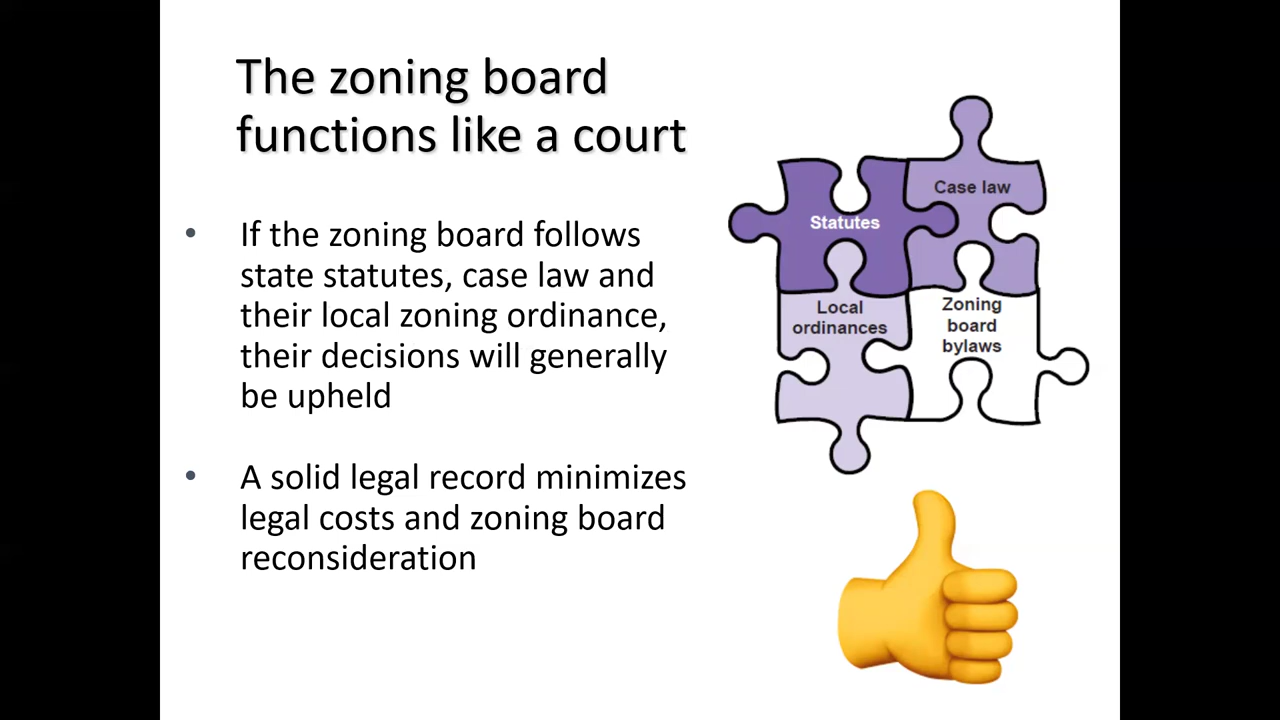 The zoning board
functions like a court
• If the zoning board follows
state statutes, case law and
their local zoning ordinance,
their decisions will generally
be upheld
• A solid legal record minimizes
legal costs and zoning board
reconsideration
Statutes
Case law
Local
ordinances
Zoning
board
bylaws